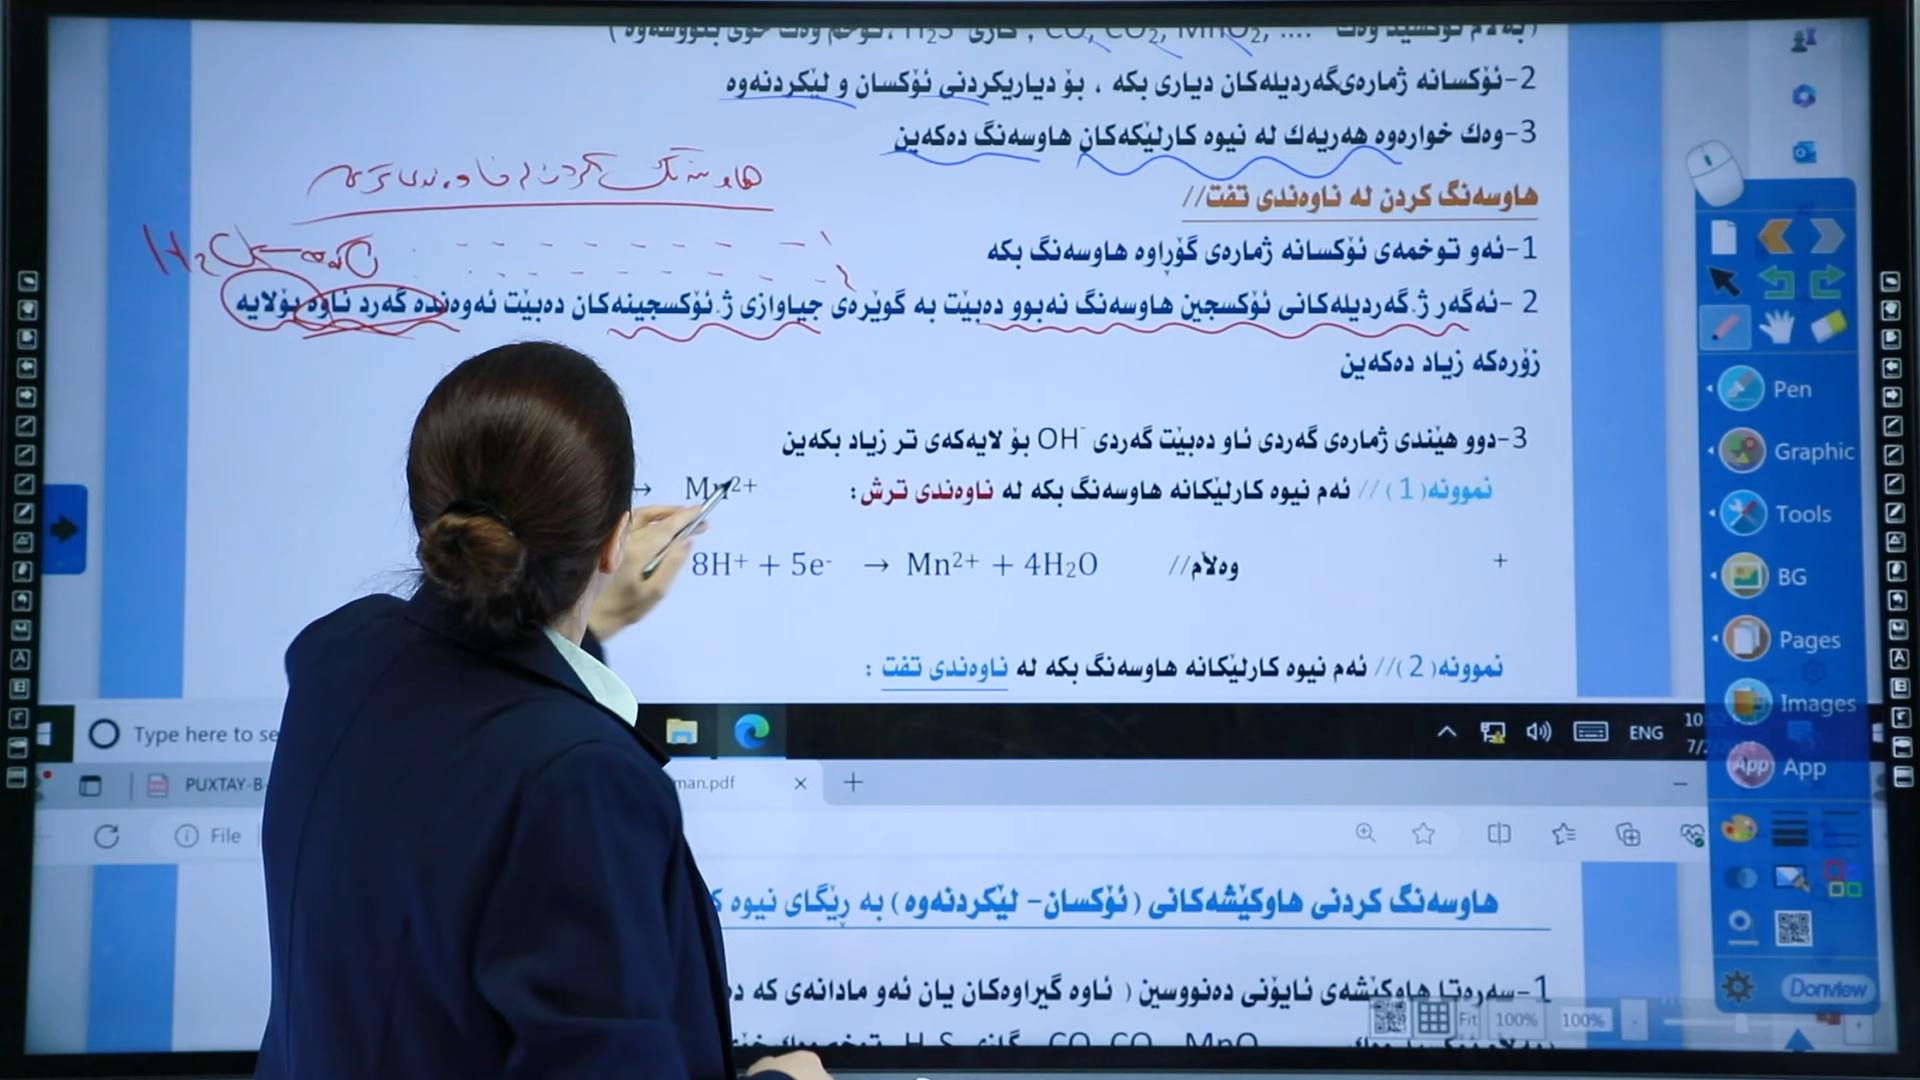 2-ئۆکسانە ژمارەیگەردیلەکان دیاری بکە ، بۆ دیاریکردنی ئۆکسان و لێکردنەوە
3-وەك خوارەوە هەریەك لە نیوە کارلێکەکان هاوسەنگ دەکەین
هاوسەنگ کردن لە ناوەندی تفت//
H₂O
1-ئەو توخمەی ئۆکسانە ژمارەی گۆڕاوە هاوسەنگ بکە
2 -ئەگەر ژ.گەردیلەکانی ئۆکسجین هاوسەنگ نەبوو دەبێت بە گوێرەی جیاوازی ژ.ئۆکسجینەکان دەبێت ئەوەندە گەرد ئاوە بۆلایە
زۆرەکە زیاد دەکەین
3-دوو هێندی ژمارەی گەردی ئاو دەبێت گەردی OH⁻ بۆ لایەکەی تر زیاد بکەین
نموونە(1)// ئەم نیوە کارلێکانە هاوسەنگ بکە لە ناوەندی ترش: → Mn²⁺
+ وەلام// 8H⁺ + 5e⁻ → Mn²⁺ + 4H₂O
نموونە(2)// ئەم نیوە کارلێکانە هاوسەنگ بکە لە ناوەندی تفت :
Type here to se
ENG
PUXTAY-B
man.pdf
File
هاوسەنگ کردنی هاوکێشەکانی (ئۆکسان- لێکردنەوە) بە ڕێگای نیوە
1-سەرەتا هاوکێشەی ئایۆنی دەنووسین ( ئاوە گیراوەکان یان ئەو مادانەی کە
Pen
Graphic
Tools
BG
Pages
Images
App App
Donview
Fit 100% 100%